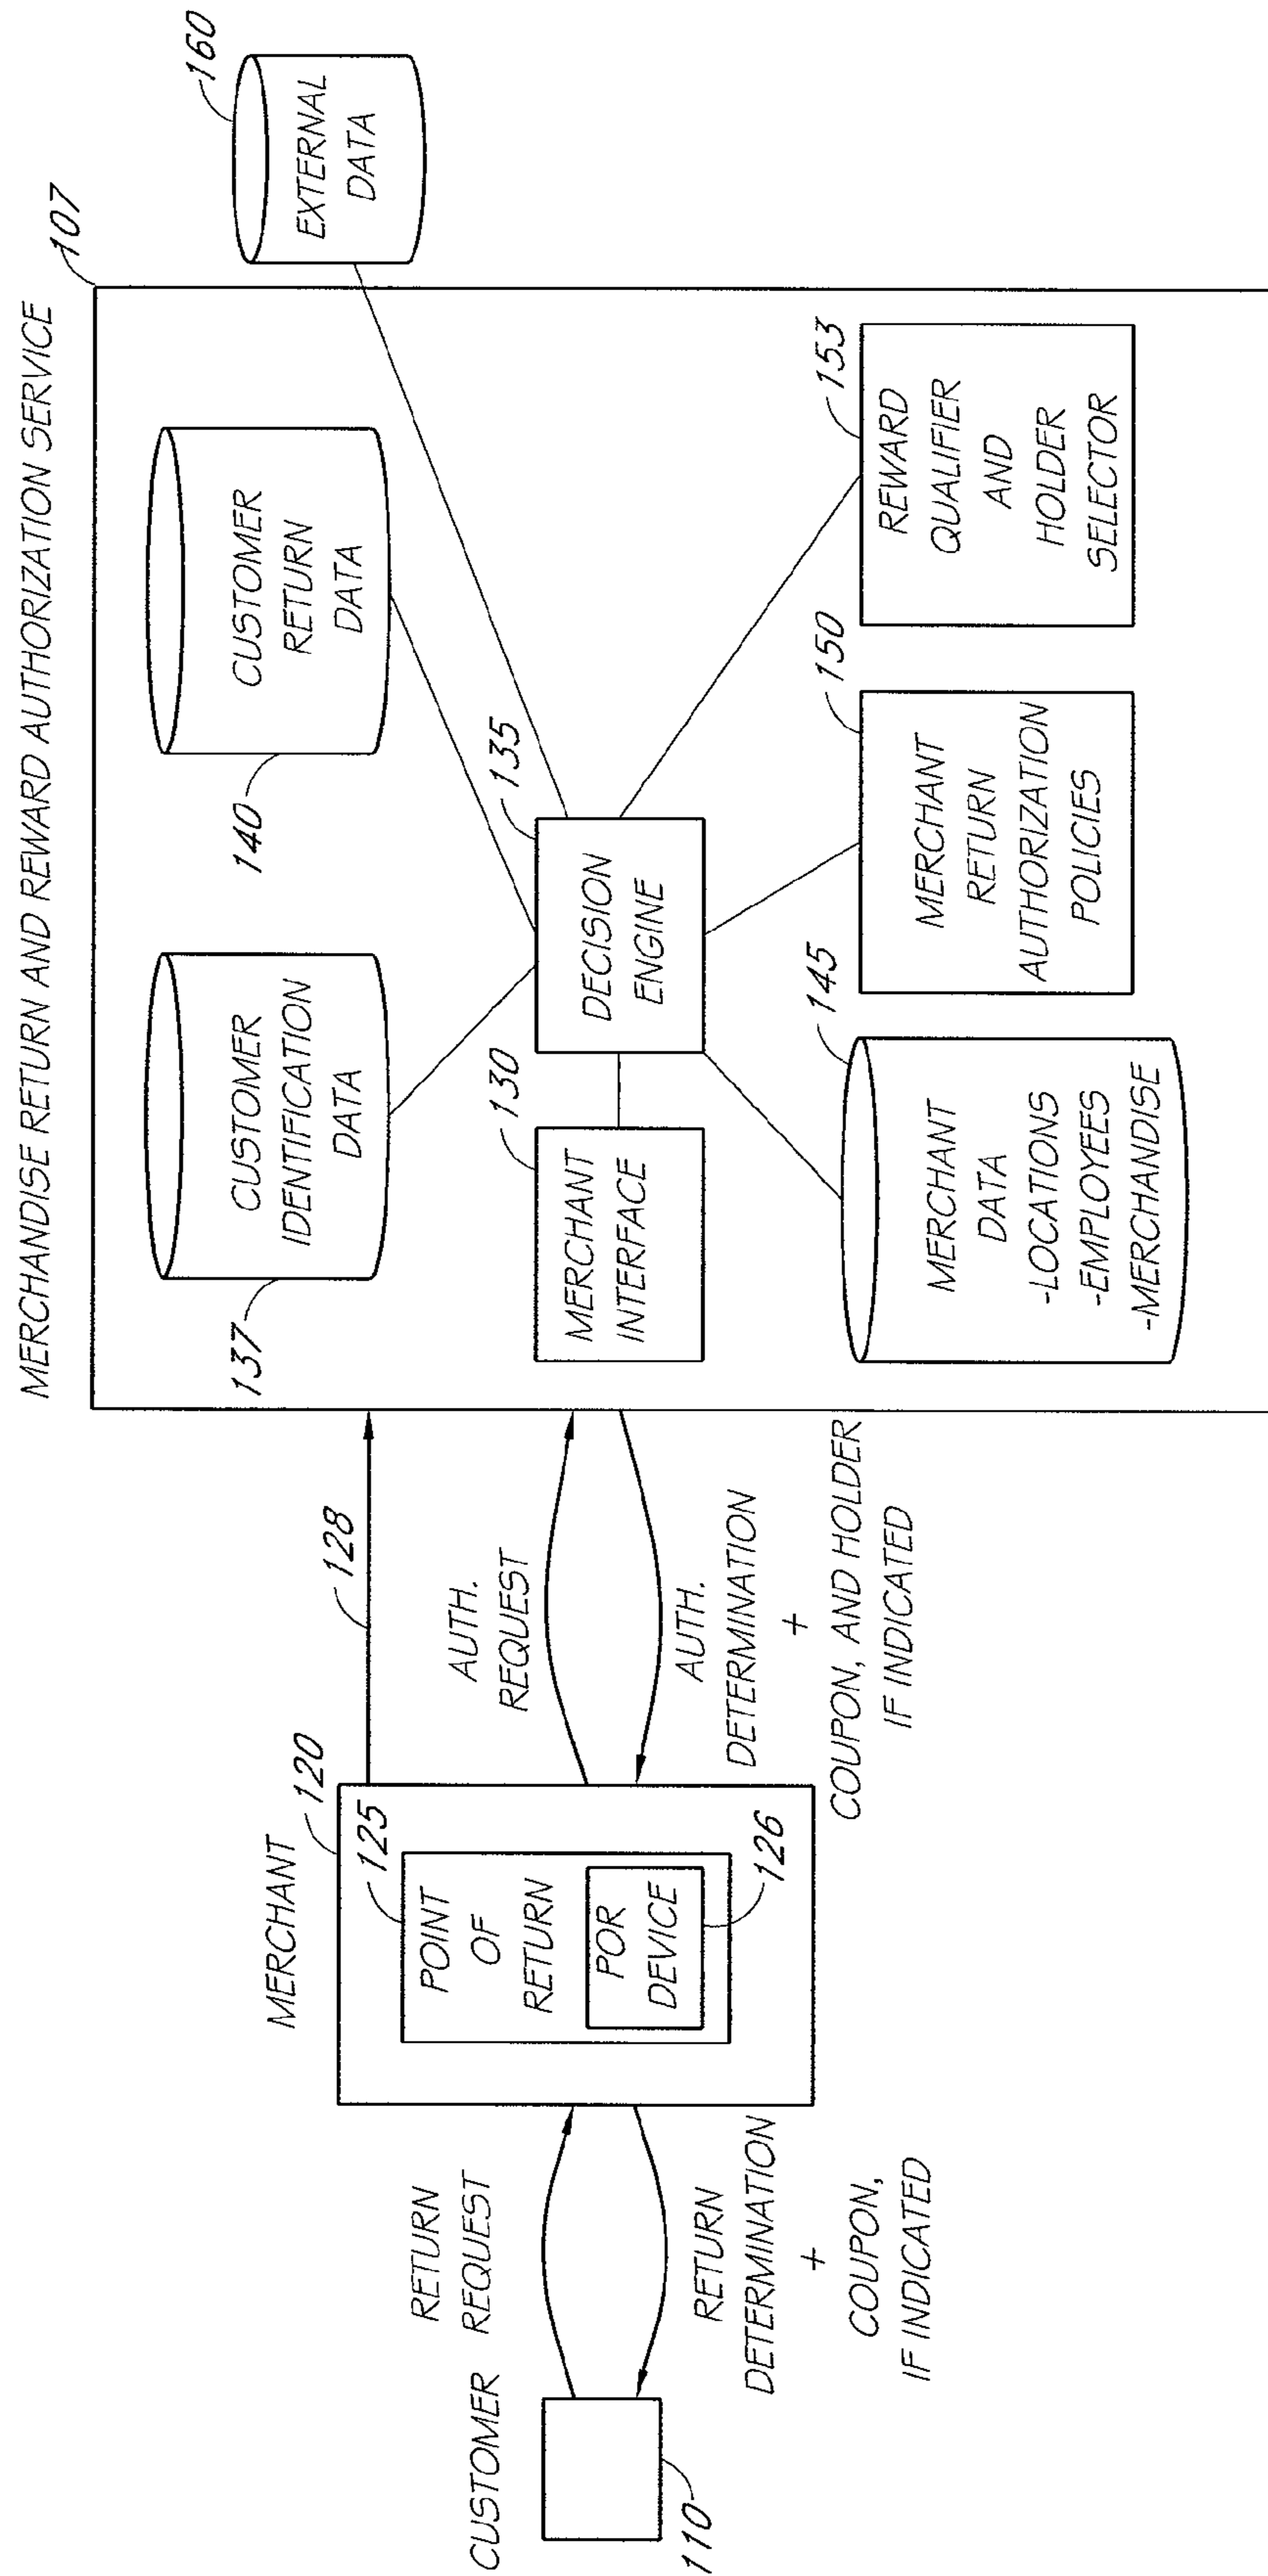 MERCHANDISE RETURN AND REWARD AUTHORIZATION SERVICE
107
160
EXTERNAL
DATA
CUSTOMER
IDENTIFICATION
DATA
137
CUSTOMER
RETURN
DATA
140
MERCHANT
INTERFACE
130
DECISION
ENGINE
135
MERCHANT
DATA
-LOCATIONS
-EMPLOYEES
-MERCHANDISE
145
MERCHANT
RETURN
AUTHORIZATION
POLICIES
150
REWARD
QUALIFIER
AND
HOLDER
SELECTOR
153
128
AUTH.
REQUEST
AUTH.
DETERMINATION
+
COUPON, AND HOLDER
IF INDICATED
MERCHANT
120
125
POINT
OF
RETURN
POR
DEVICE
126
RETURN
REQUEST
CUSTOMER
110
RETURN
DETERMINATION
+
COUPON,
IF INDICATED